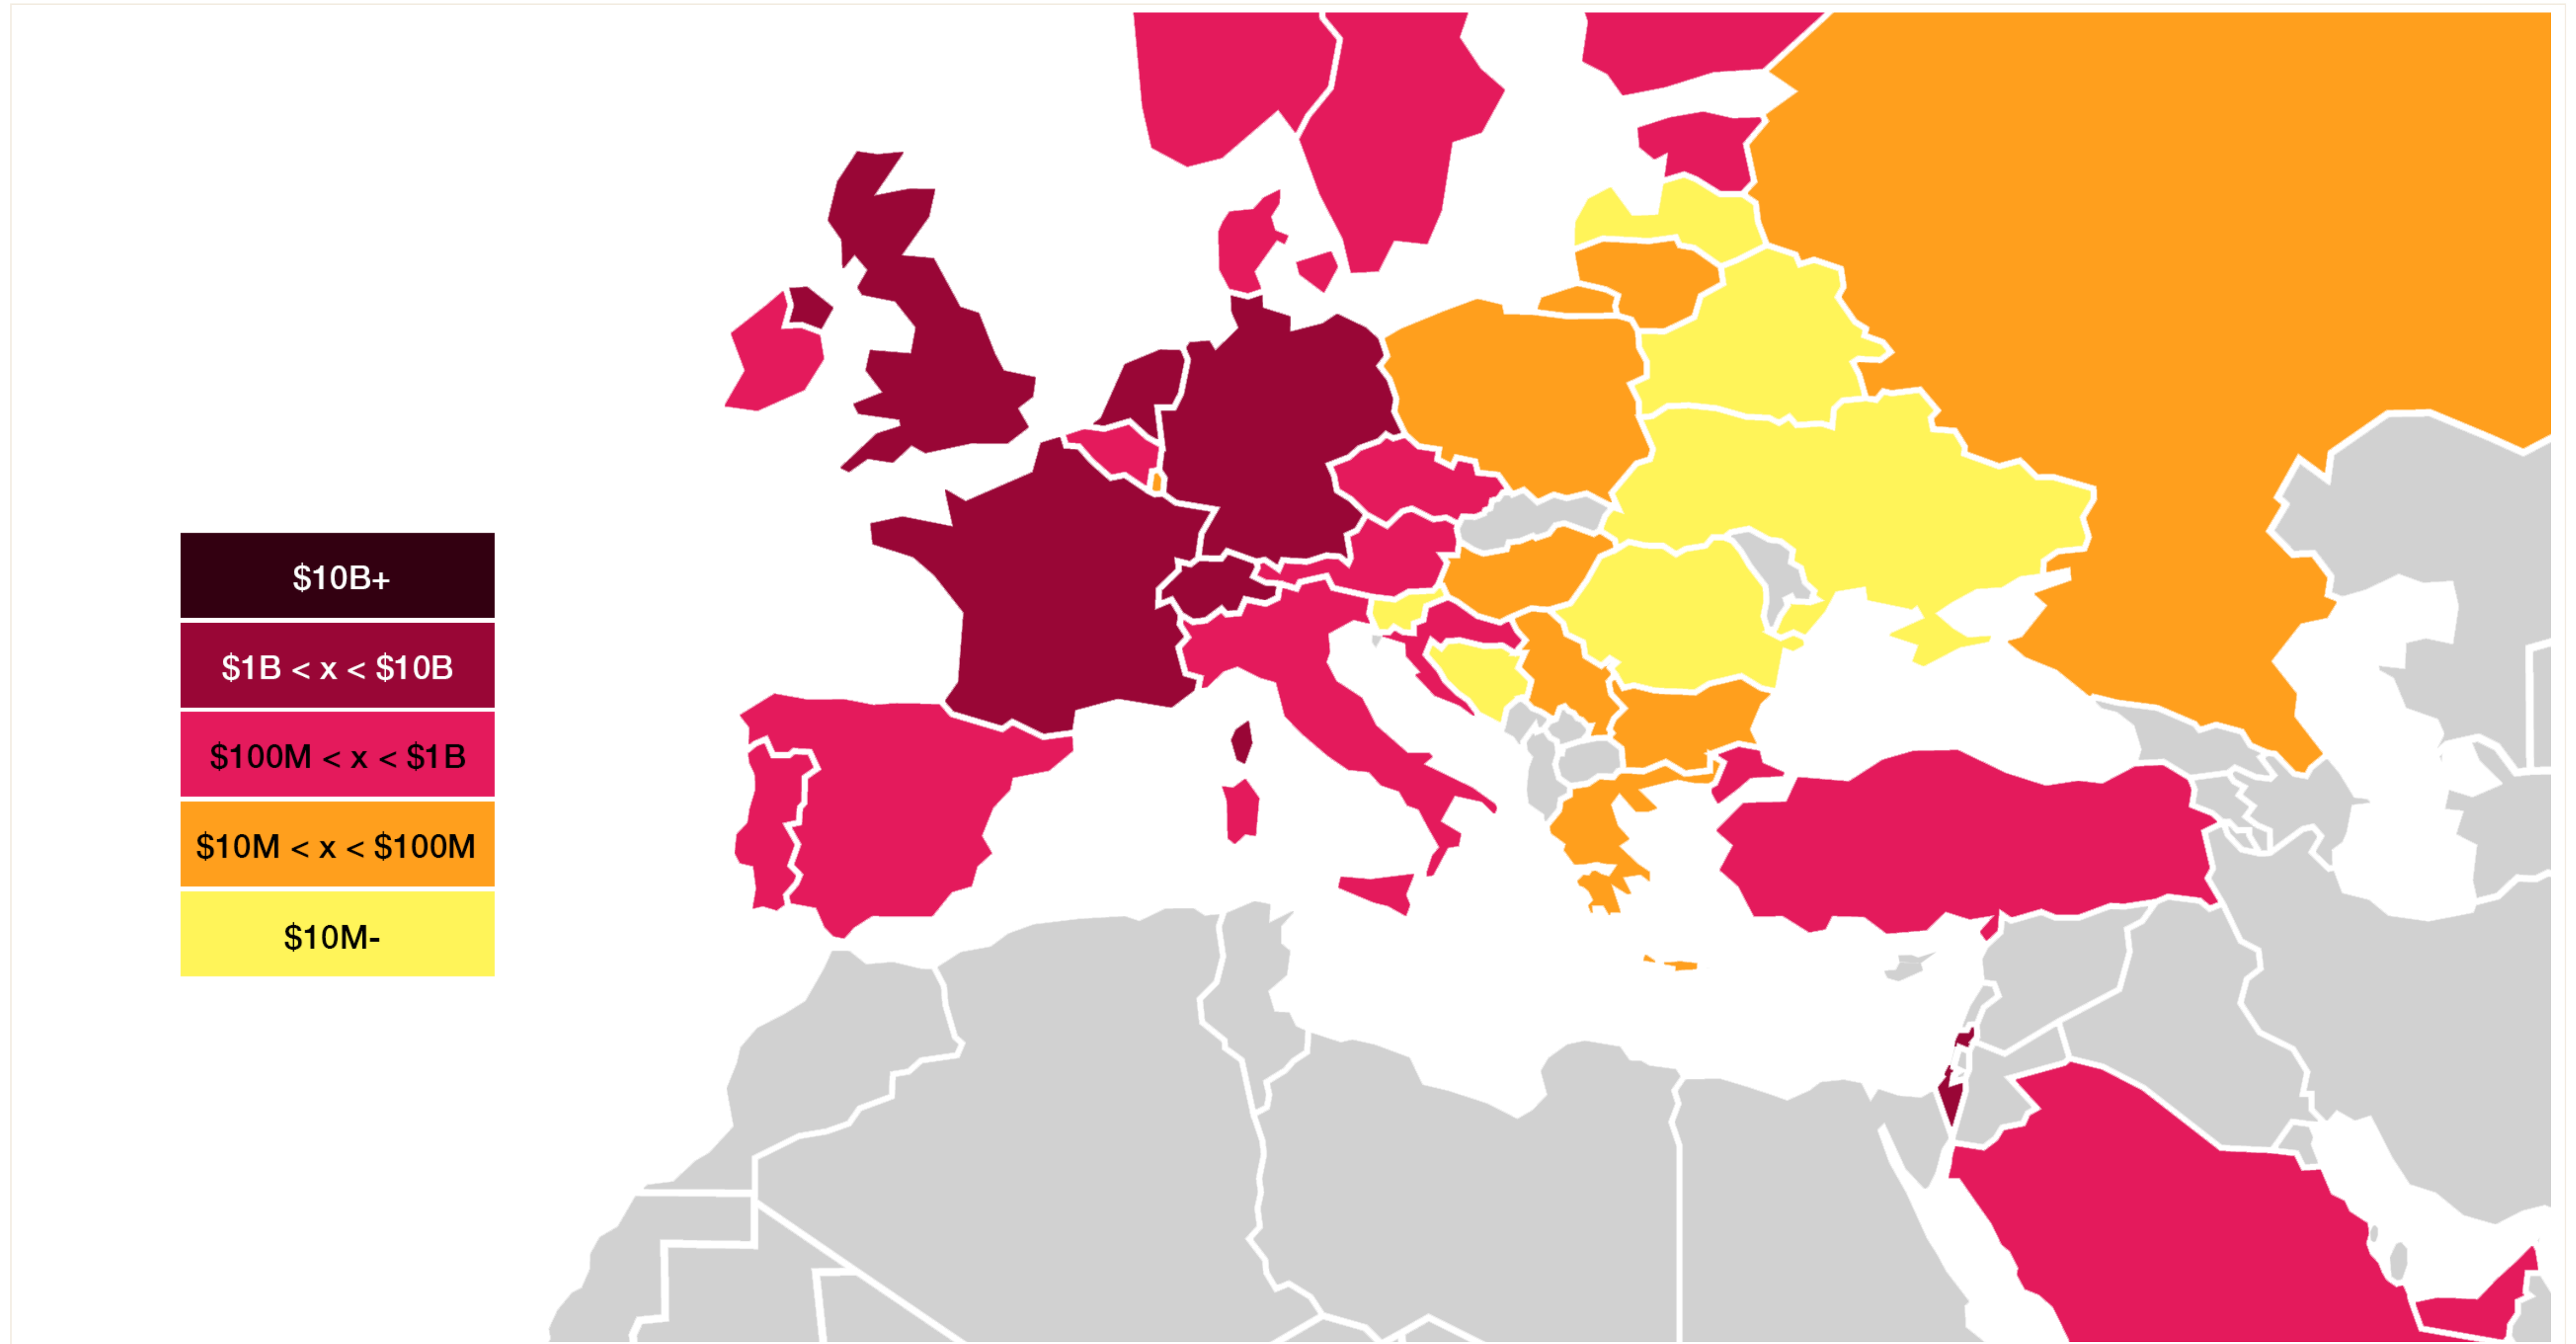 $10B+
$1B < x < $10B
$100M < x < $1B
$10M < x < $100M
$10M-